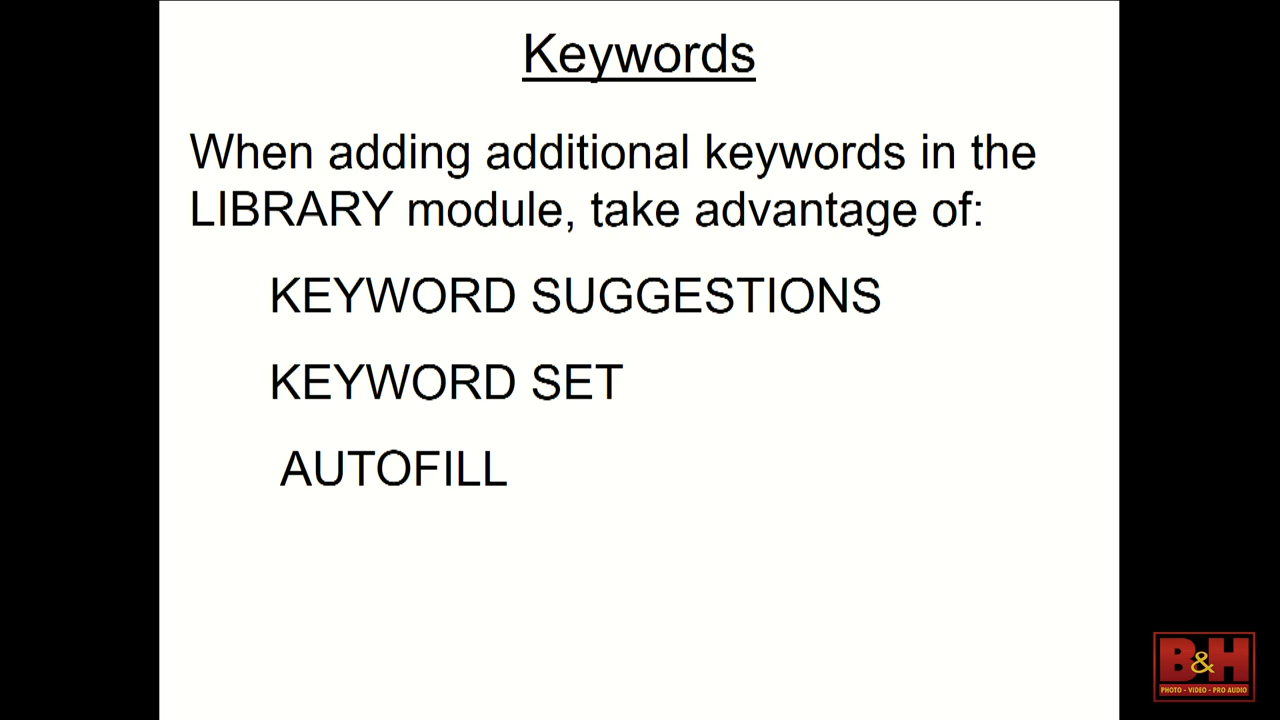 Keywords
When adding additional keywords in the
LIBRARY module, take advantage of:
KEYWORD SUGGESTIONS
KEYWORD SET
AUTOFILL
B&H
PHOTO - VIDEO - PRO AUDIO